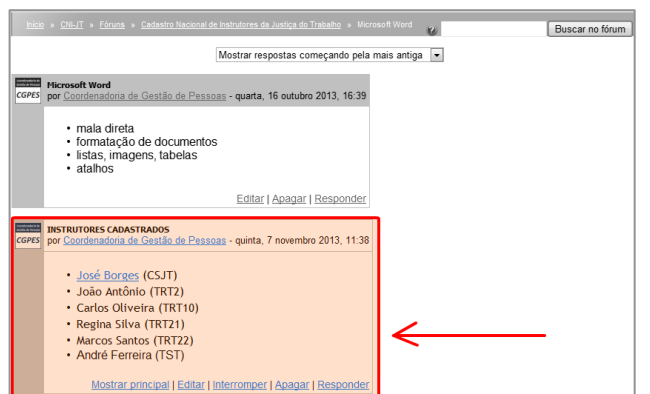 Início » CNI-JT » Fóruns » Cadastro Nacional de Instrutores da Justiça do Trabalho » Microsoft Word
Buscar no fórum
Mostrar respostas começando pela mais antiga
Microsoft Word
CGPES por Coordenadoria de Gestão de Pessoas - quarta, 16 outubro 2013, 16:39
• mala direta
• formatação de documentos
• listas, imagens, tabelas
• atalhos
Editar | Apagar | Responder
INSTRUTORES CADASTRADOS
CGPES por Coordenadoria de Gestão de Pessoas - quinta, 7 novembro 2013, 11:38
• José Borges (CSJT)
• João Antônio (TRT2)
• Carlos Oliveira (TRT10)
• Regina Silva (TRT21)
• Marcos Santos (TRT22)
• André Ferreira (TST)
Mostrar principal | Editar | Interromper | Apagar | Responder